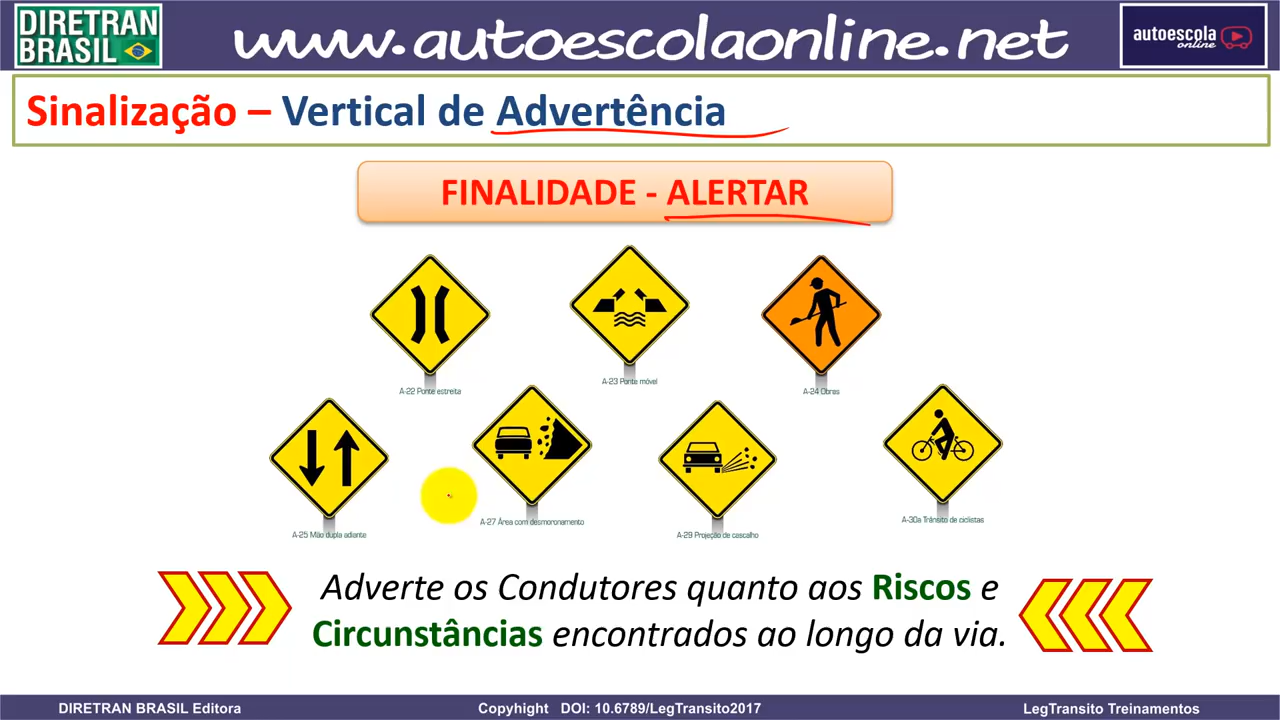 DIRETRAN
BRASIL
www.autoescolaonline.net
autoescola
online
Sinalização – Vertical de Advertência
FINALIDADE - ALERTAR
A-22 Ponte estreita
A-23 Ponte móvel
A-24 Obras
A-25 Mão dupla adiante
A-27 Área com desmoronamento
A-29 Projeção de cascalho
A-30a Trânsito de ciclistas
Adverte os Condutores quanto aos Riscos e
Circunstâncias encontrados ao longo da via.
DIRETRAN BRASIL Editora
Copyhight DOI: 10.6789/LegTransito2017
LegTransito Treinamentos